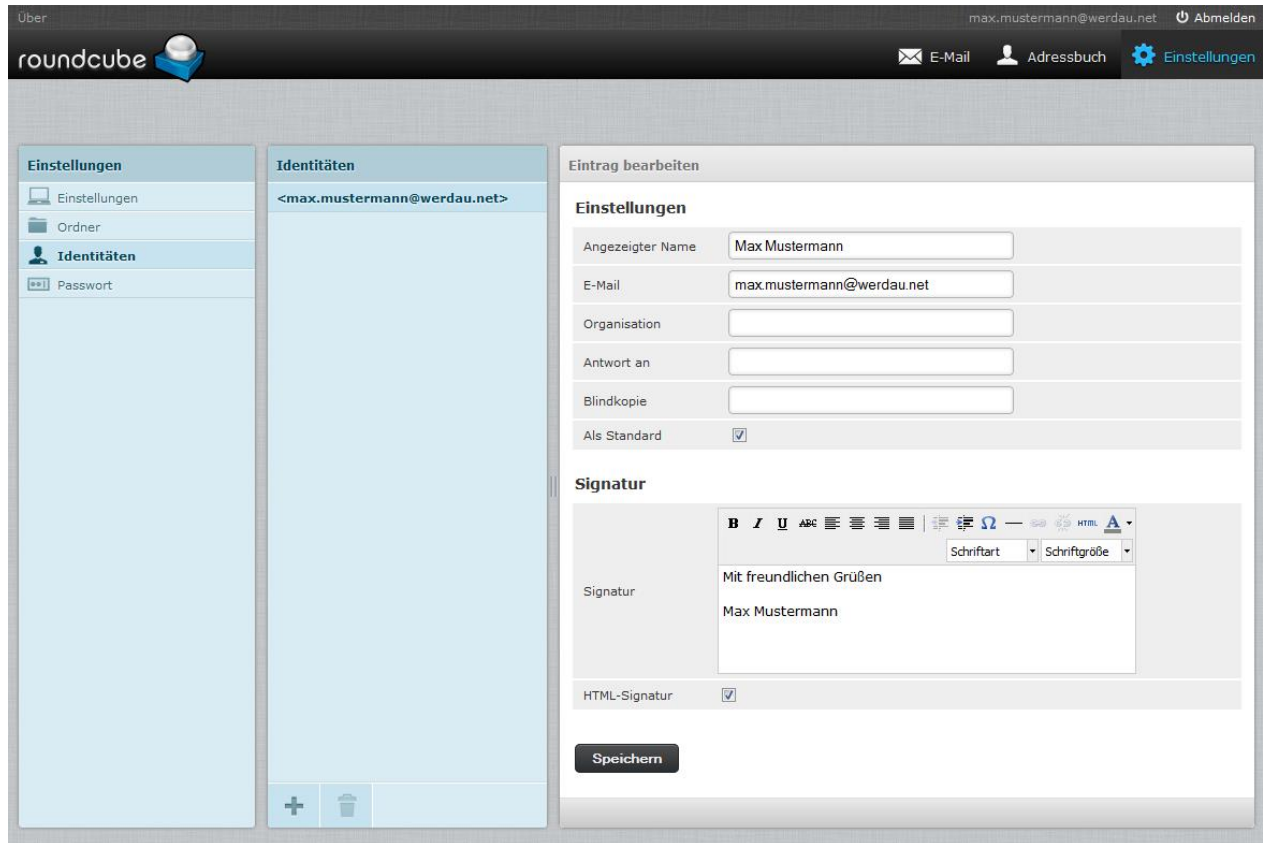 Über
max.mustermann@werdau.net Abmelden
roundcube
E-Mail Adressbuch Einstellungen
Einstellungen
Einstellungen
Ordner
Identitäten
Passwort
Identitäten
<max.mustermann@werdau.net>
Eintrag bearbeiten
Einstellungen
Angezeigter Name Max Mustermann
E-Mail max.mustermann@werdau.net
Organisation
Antwort an
Blindkopie
Als Standard
Signatur
B I U ABC Ω HTML A
Schriftart Schriftgröße
Signatur
Mit freundlichen Grüßen
Max Mustermann
HTML-Signatur
Speichern